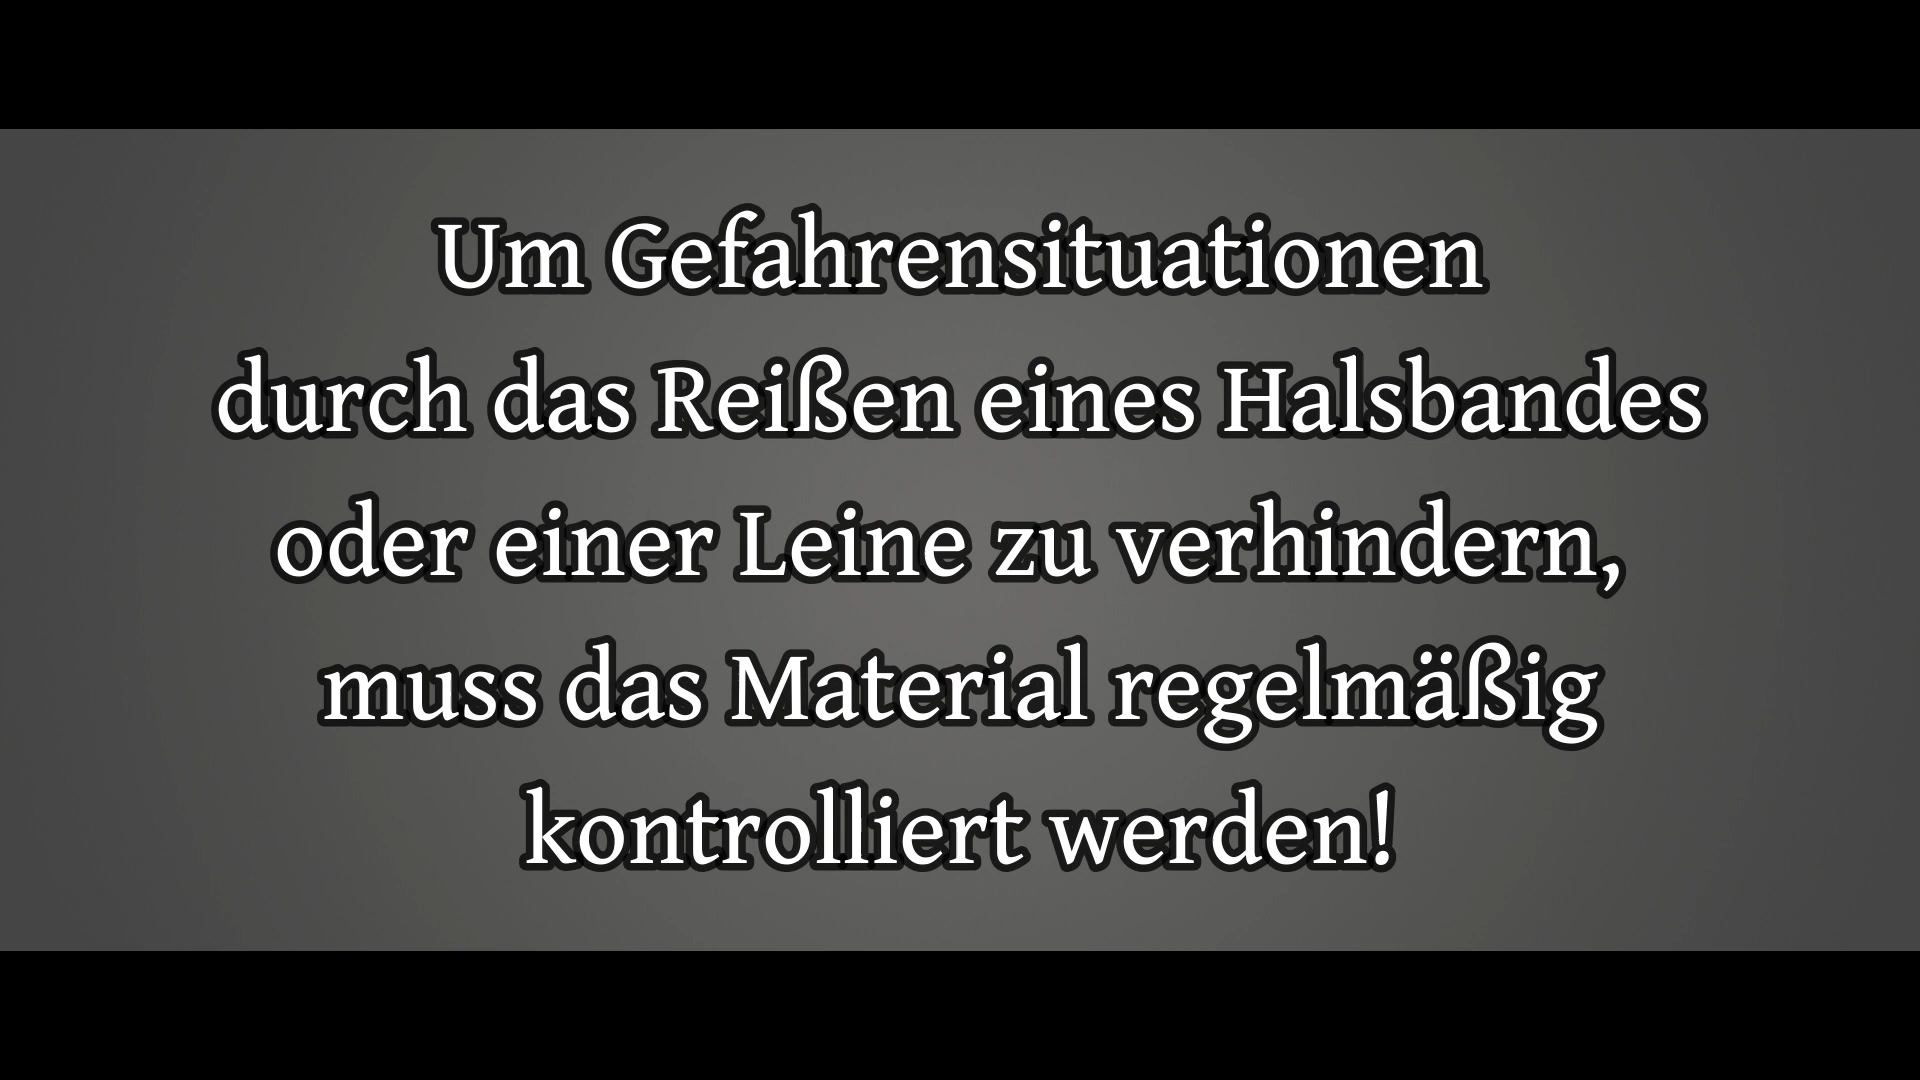 Um Gefahrensituationen
durch das Reißen eines Halsbandes
oder einer Leine zu verhindern,
muss das Material regelmäßig
kontrolliert werden!